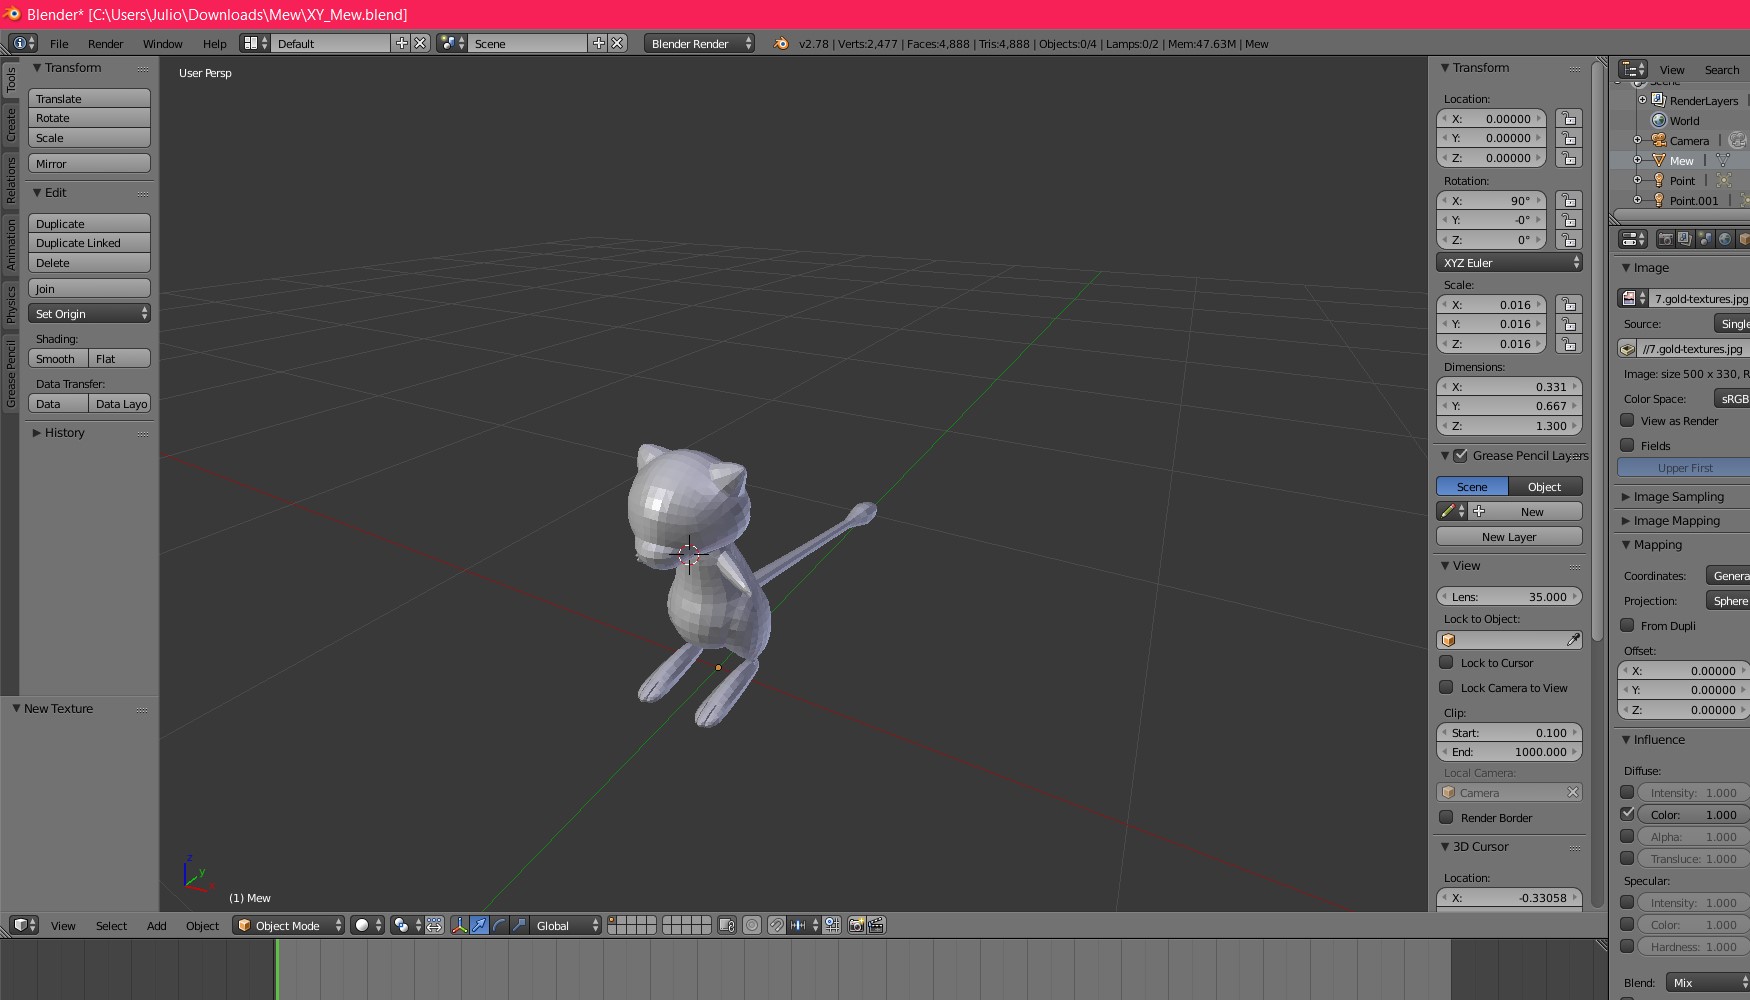 Blender* [C:\Users\Julio\Downloads\Mew\XY_Mew.blend]
File Render Window Help Default Scene Blender Render v2.78 | Verts:2,477 | Faces:4,888 | Tris:4,888 | Objects:0/4 | Lamps:0/2 | Mem:47.63M | Mew
Tools
Create
Relations
Animation
Physics
Grease Pencil
Transform
Translate
Rotate
Scale
Mirror
Edit
Duplicate
Duplicate Linked
Delete
Join
Set Origin
Shading:
Smooth Flat
Data Transfer:
Data Data Layo
History
New Texture
User Persp
z
y
x
(1) Mew
Transform
Location:
X: 0.00000
Y: 0.00000
Z: 0.00000
Rotation:
X: 90°
Y: -0°
Z: 0°
XYZ Euler
Scale:
X: 0.016
Y: 0.016
Z: 0.016
Dimensions:
X: 0.331
Y: 0.667
Z: 1.300
Grease Pencil Layers
Scene Object
New
New Layer
View
Lens: 35.000
Lock to Object:
Lock to Cursor
Lock Camera to View
Clip:
Start: 0.100
End: 1000.000
Local Camera:
Camera
Render Border
3D Cursor
Location:
X: -0.33058
View Search
Scene
RenderLayers
World
Camera
Mew
Point
Point.001
Image
7.gold-textures.jpg
Source: Single
//7.gold-textures.jpg
Image: size 500 x 330, R
Color Space: sRGB
View as Render
Fields
Upper First
Image Sampling
Image Mapping
Mapping
Coordinates: Genera
Projection: Sphere
From Dupli
Offset:
X: 0.00000
Y: 0.00000
Z: 0.00000
Influence
Diffuse:
Intensity: 1.000
Color: 1.000
Alpha: 1.000
Transluce: 1.000
Specular:
Intensity: 1.000
Color: 1.000
Hardness: 1.000
Blend: Mix
View Select Add Object Object Mode Global